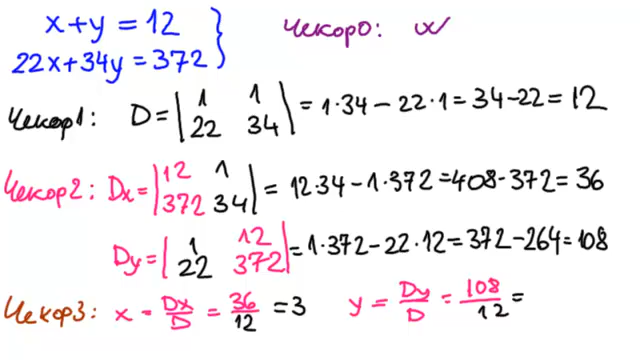 x+y=12
22x+34y=372
Чекор0:
Чекор1: D=|1 1 22 34|=1·34-22·1=34-22=12
Чекор2: Dx=|12 1 372 34|=12·34-1·372=408-372=36
Dy=|1 12 22 372|=1·372-22·12=372-264=108
Чекор3: x=Dx/D=36/12=3 y=Dy/D=108/12=